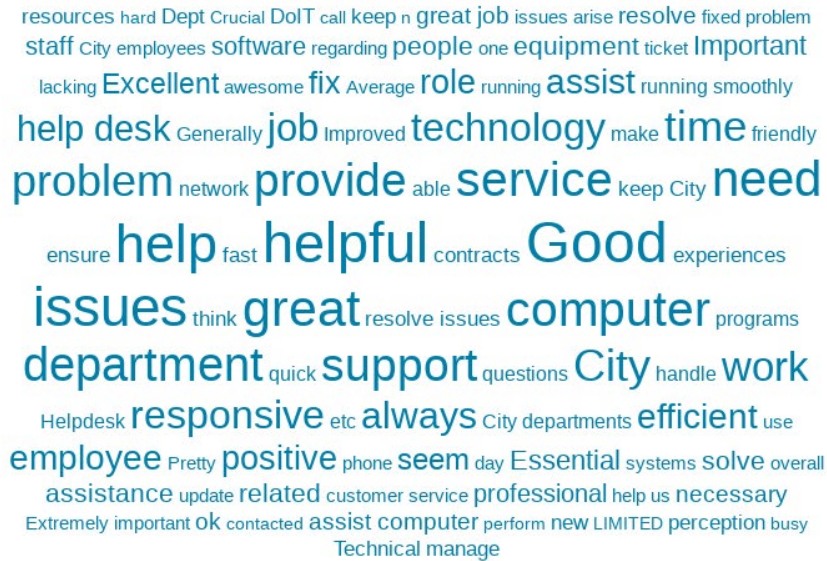 resources hard Dept Crucial DoIT call keep n great job issues arise resolve fixed problem
staff City employees software regarding people one equipment ticket Important
lacking Excellent awesome fix Average role running assist running smoothly
help desk Generally job Improved technology make time friendly
problem network provide able service keep City need
ensure help fast helpful contracts Good experiences
issues think great resolve issues computer programs
department quick support questions City handle work
Helpdesk responsive etc always City departments efficient use
employee Pretty positive phone seem day Essential systems solve overall
assistance update related customer service professional help us necessary
Extremely important ok contacted assist computer perform new LIMITED perception busy
Technical manage